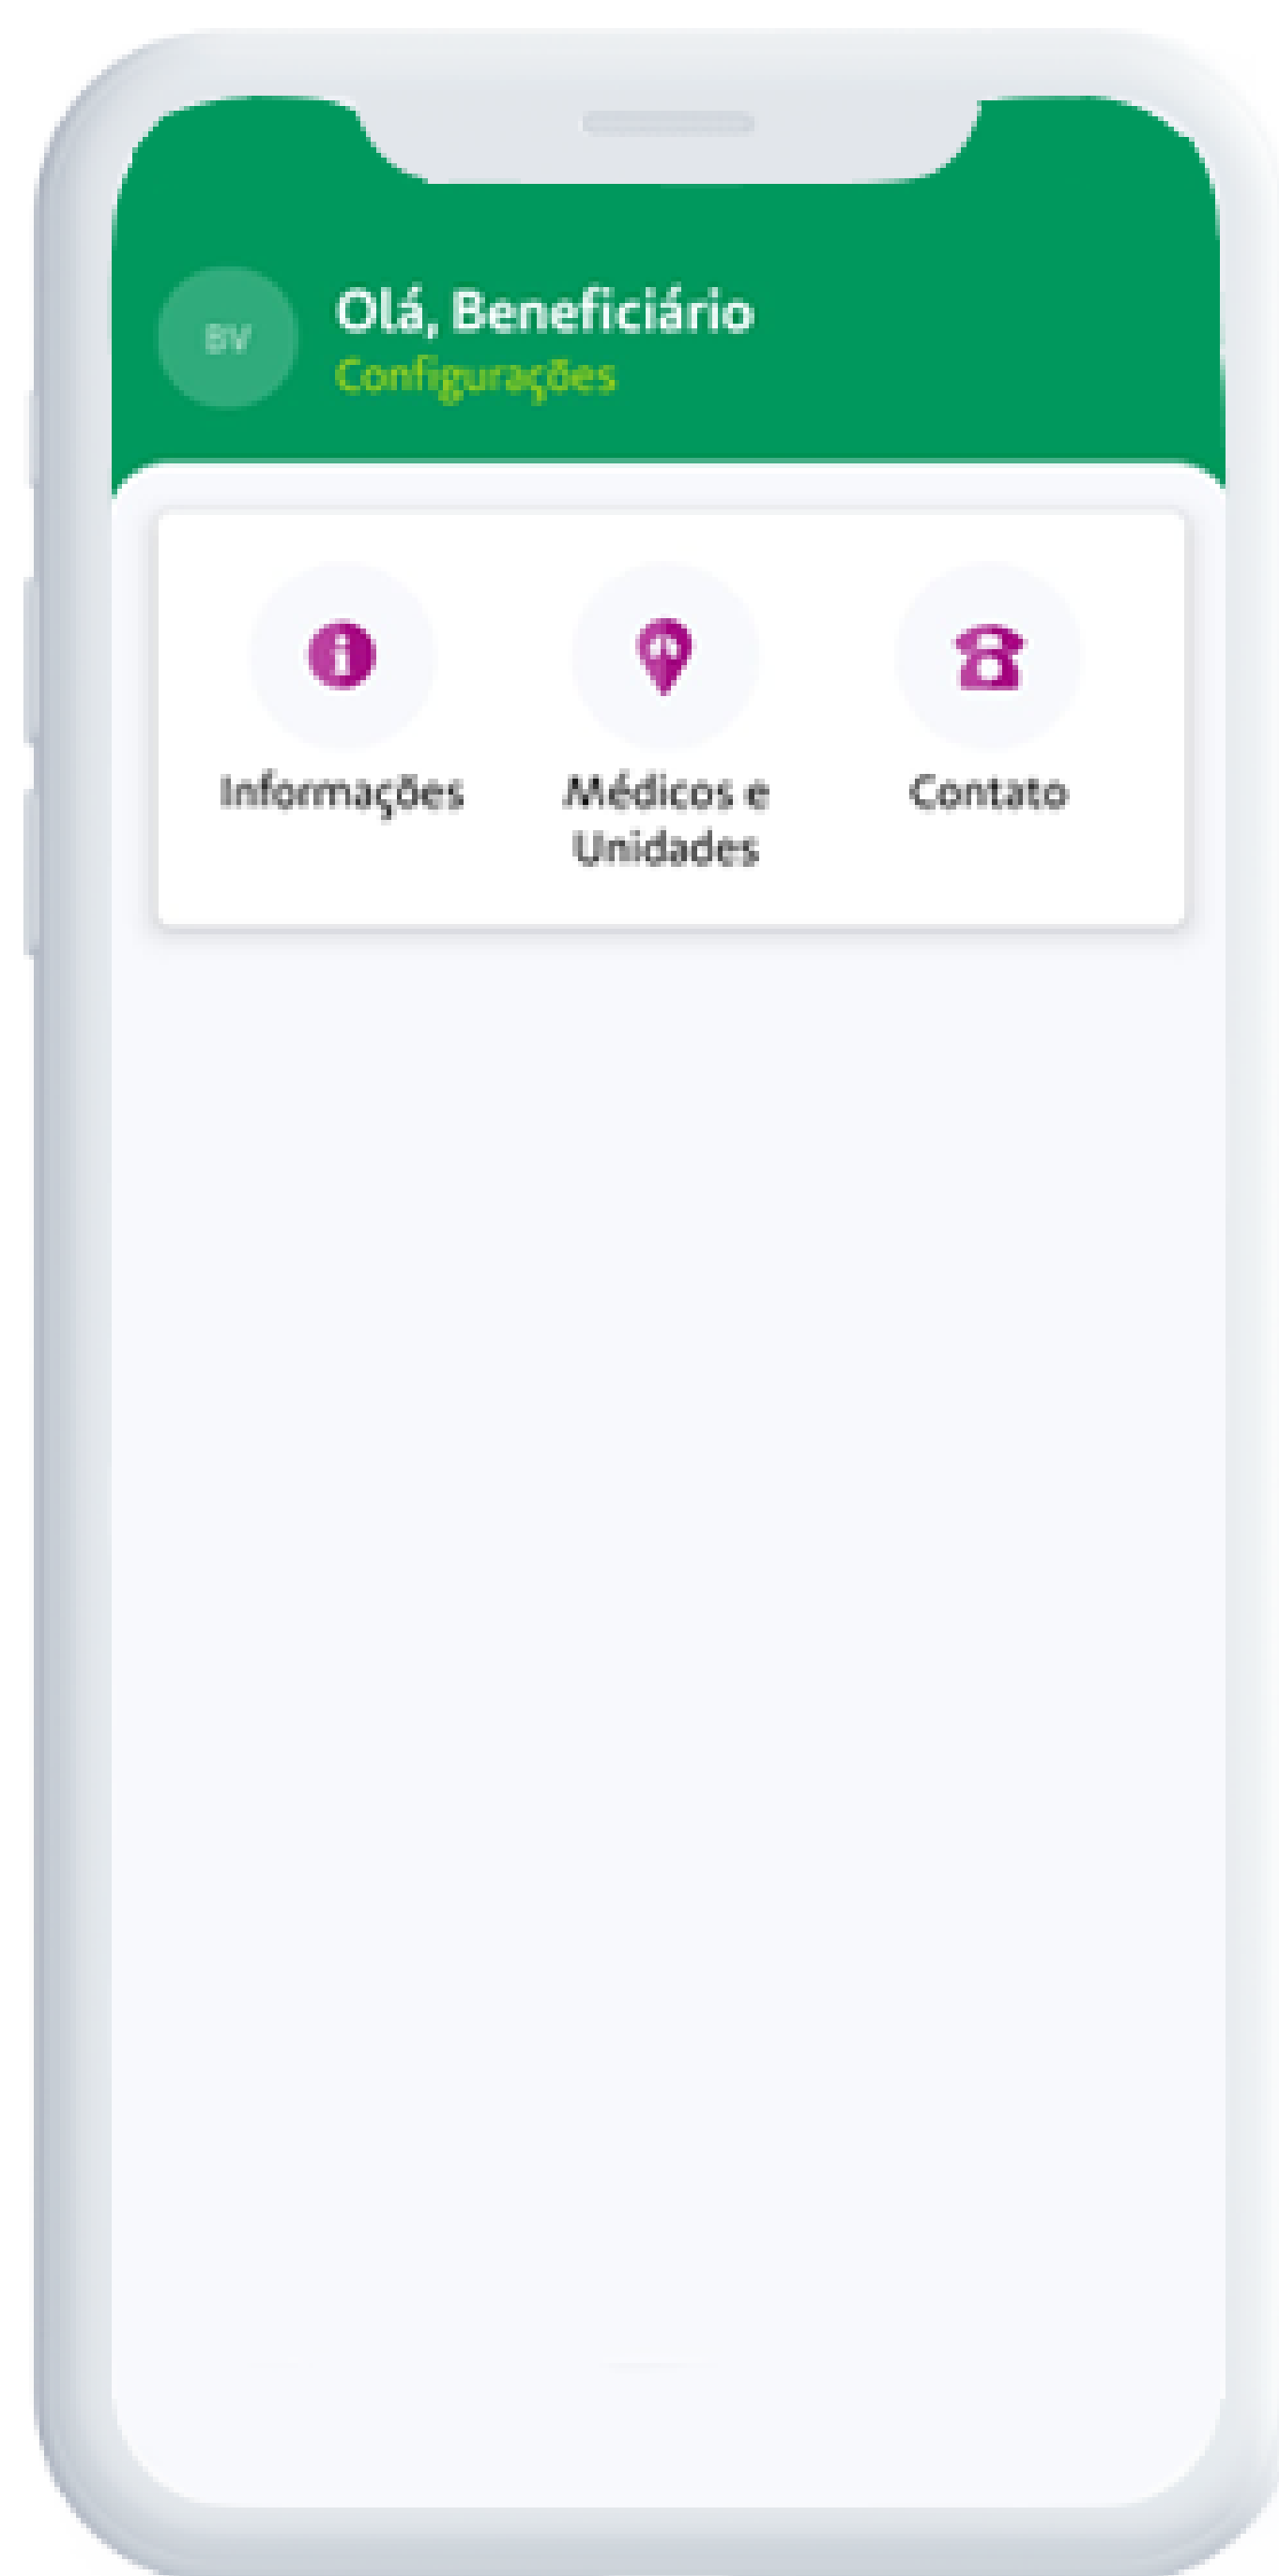 BV
Olá, Beneficiário
Configurações
Informações
Médicos e
Unidades
Contato